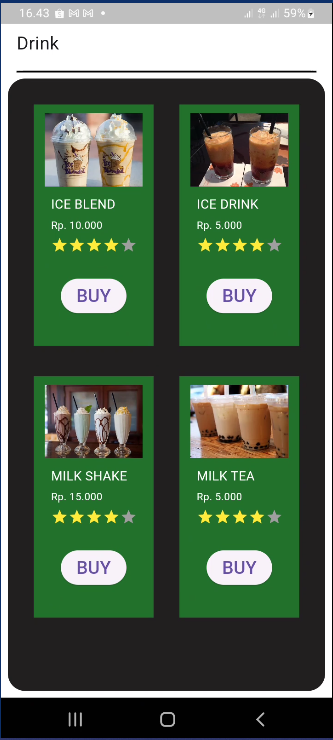 16.43
4G
59%
Drink
ICE BLEND
Rp. 10.000
BUY
ICE DRINK
Rp. 5.000
BUY
MILK SHAKE
Rp. 15.000
BUY
MILK TEA
Rp. 5.000
BUY